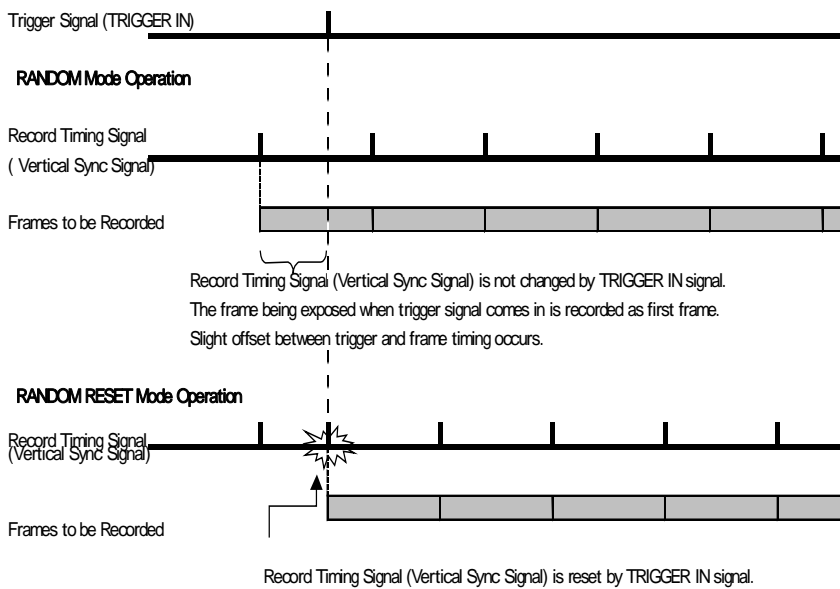 Trigger Signal (TRIGGER IN)
RANDOM Mode Operation
Record Timing Signal
( Vertical Sync Signal)
Frames to be Recorded
Record Timing Signal (Vertical Sync Signal) is not changed by TRIGGER IN signal.
The frame being exposed when trigger signal comes in is recorded as first frame.
Slight offset between trigger and frame timing occurs.
RANDOM RESET Mode Operation
Record Timing Signal
(Vertical Sync Signal)
Frames to be Recorded
Record Timing Signal (Vertical Sync Signal) is reset by TRIGGER IN signal.